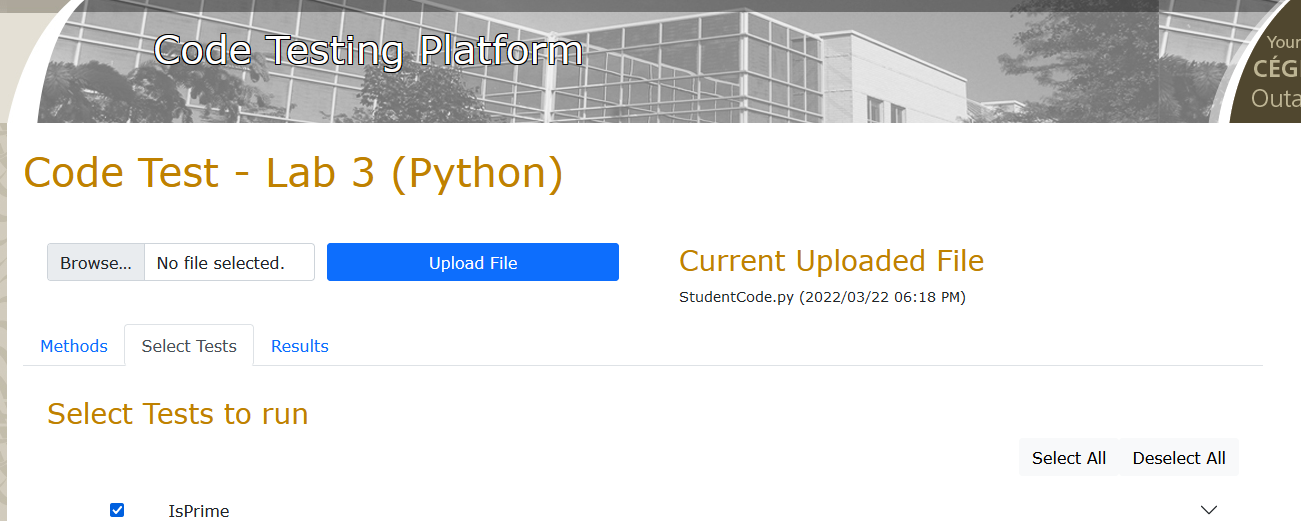 Code Testing Platform
Your
CÉG
Outa
Code Test - Lab 3 (Python)
Browse... No file selected. Upload File
Current Uploaded File
StudentCode.py (2022/03/22 06:18 PM)
Methods Select Tests Results
Select Tests to run
Select All Deselect All
IsPrime